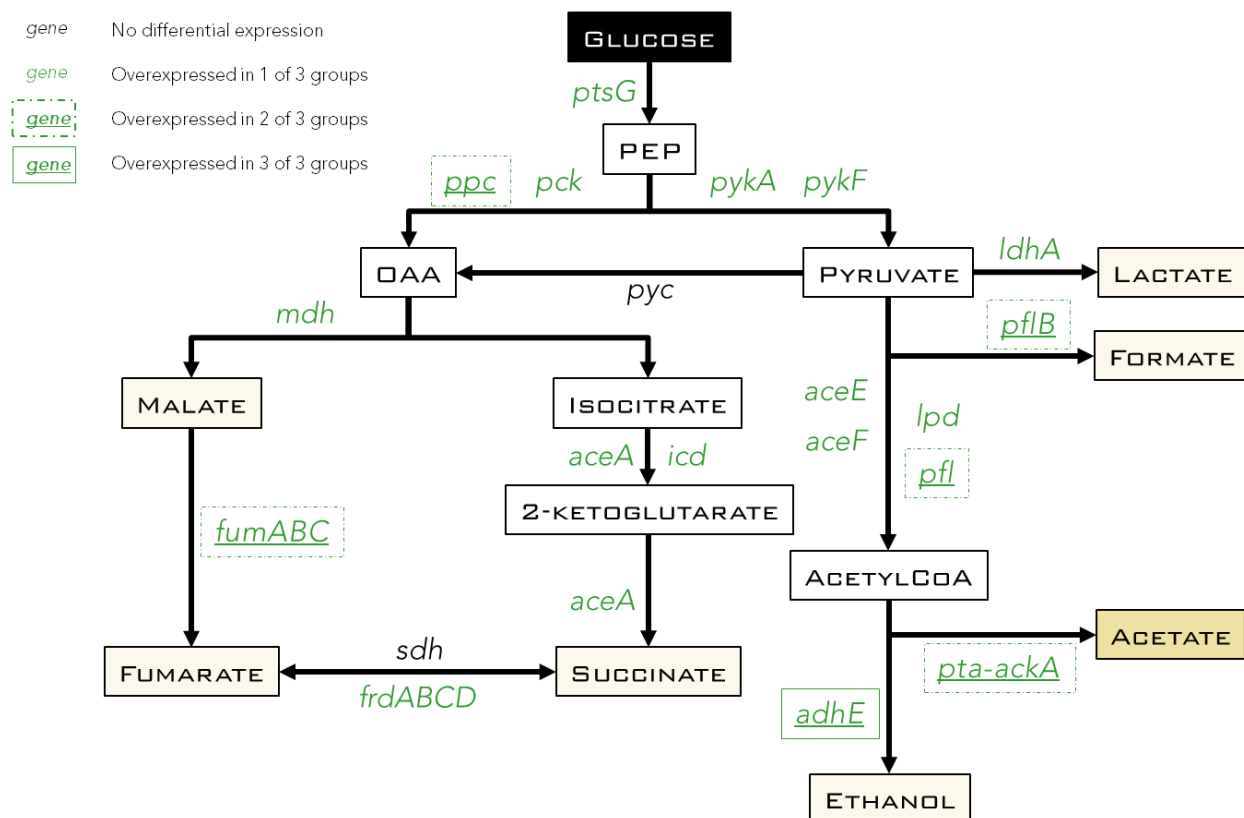 gene No differential expression
gene Overexpressed in 1 of 3 groups
gene Overexpressed in 2 of 3 groups
gene Overexpressed in 3 of 3 groups
GLUCOSE
ptsG
PEP
ppc pck pykA pykF
OAA
PYRUVATE
ldhA
LACTATE
pyc
mdh
pflB
FORMATE
MALATE
ISOCITRATE
aceE
lpd
aceA icd
aceF
pfl
2-KETOGLUTARATE
fumABC
ACETYLCOA
aceA
ACETATE
sdh
FUMARATE
SUCCINATE
pta-ackA
frdABCD
adhE
ETHANOL